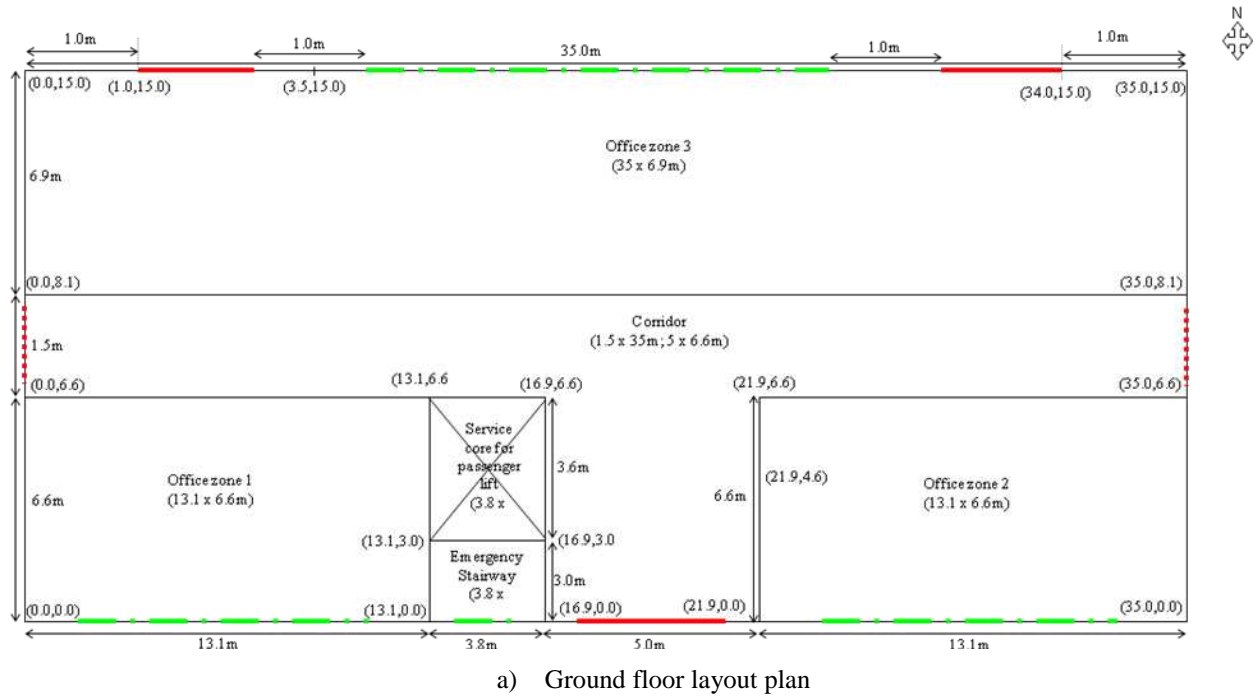 N
1.0m
1.0m
35.0m
1.0m
1.0m
(0.0,15.0)
(1.0,15.0)
(3.5,15.0)
(34.0,15.0)
(35.0,15.0)
Office zone 3
(35 x 6.9m)
6.9m
(0.0,8.1)
(35.0,8.1)
Corridor
(1.5 x 35m; 5 x 6.6m)
1.5m
(0.0,6.6)
(13.1,6.6
(16.9,6.6)
(21.9,6.6)
(35.0,6.6)
Service
core for
passenger
lift
(3.8 x
3.6m
Office zone 1
(13.1 x 6.6m)
6.6m
6.6m
(21.9,4.6)
Office zone 2
(13.1 x 6.6m)
(13.1,3.0)
(16.9,3.0
Emergency
Stairway
(3.8 x
3.0m
(0.0,0.0)
(13.1,0.0)
(16.9,0.0)
(21.9,0.0)
(35.0,0.0)
13.1m
3.8m
5.0m
13.1m
a) Ground floor layout plan